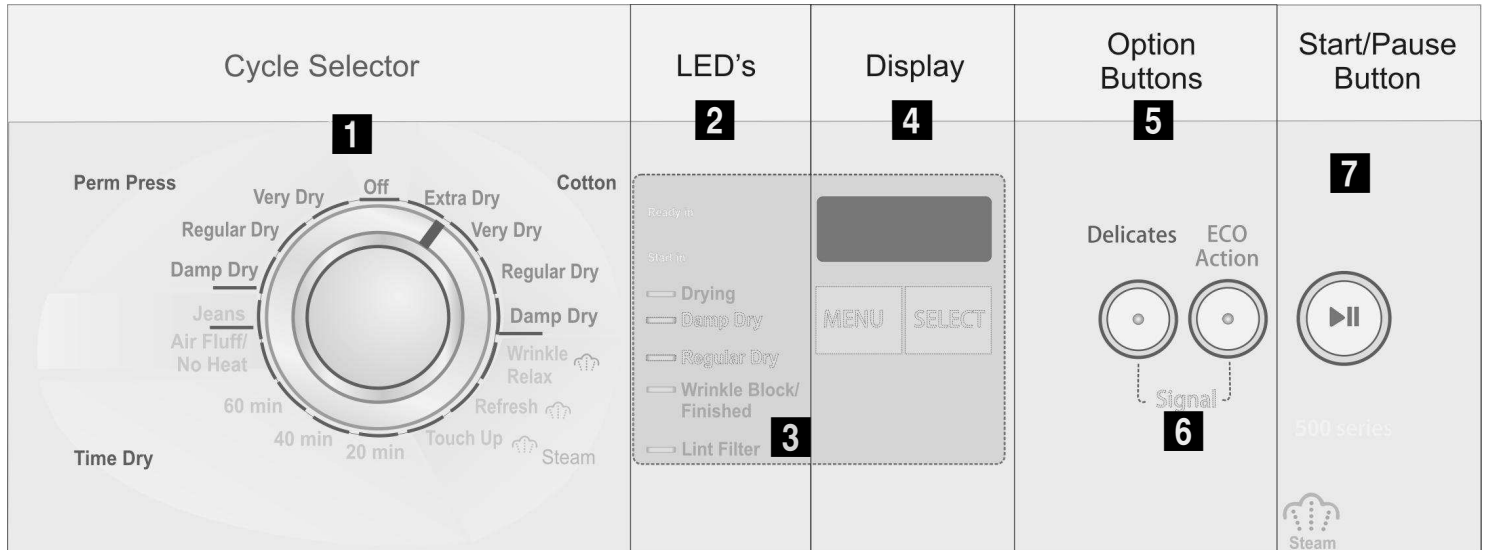 Cycle Selector
LED's
Display
Option
Buttons
Start/Pause
Button
1
2
4
5
7
Perm Press
Cotton
Off
Very Dry
Extra Dry
Regular Dry
Very Dry
Damp Dry
Regular Dry
Jeans
Damp Dry
Air Fluff/
No Heat
Wrinkle
Relax
60 min
Refresh
40 min
20 min
Touch Up
Steam
Time Dry
Ready in
Start in
Drying
Damp Dry
Regular Dry
Wrinkle Block/
Finished
3
Lint Filter
MENU
SELECT
Delicates
ECO
Action
Signal
6
500 series
Steam